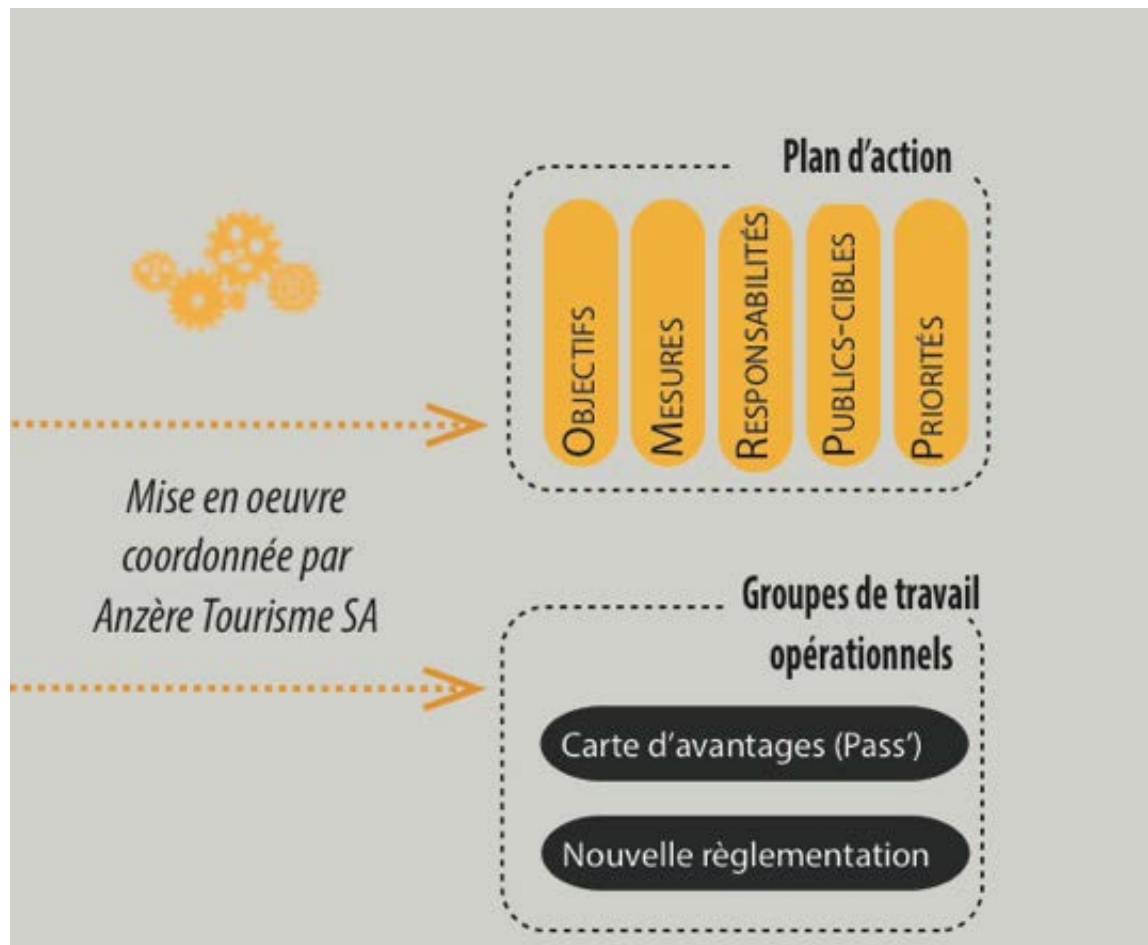 Plan d'action
OBJECTIFS
MESURES
RESPONSABILITÉS
PUBLICS-CIBLES
PRIORITÉS
Mise en oeuvre
coordonnée par
Anzère Tourisme SA
Groupes de travail
opérationnels
Carte d'avantages (Pass')
Nouvelle règlementation